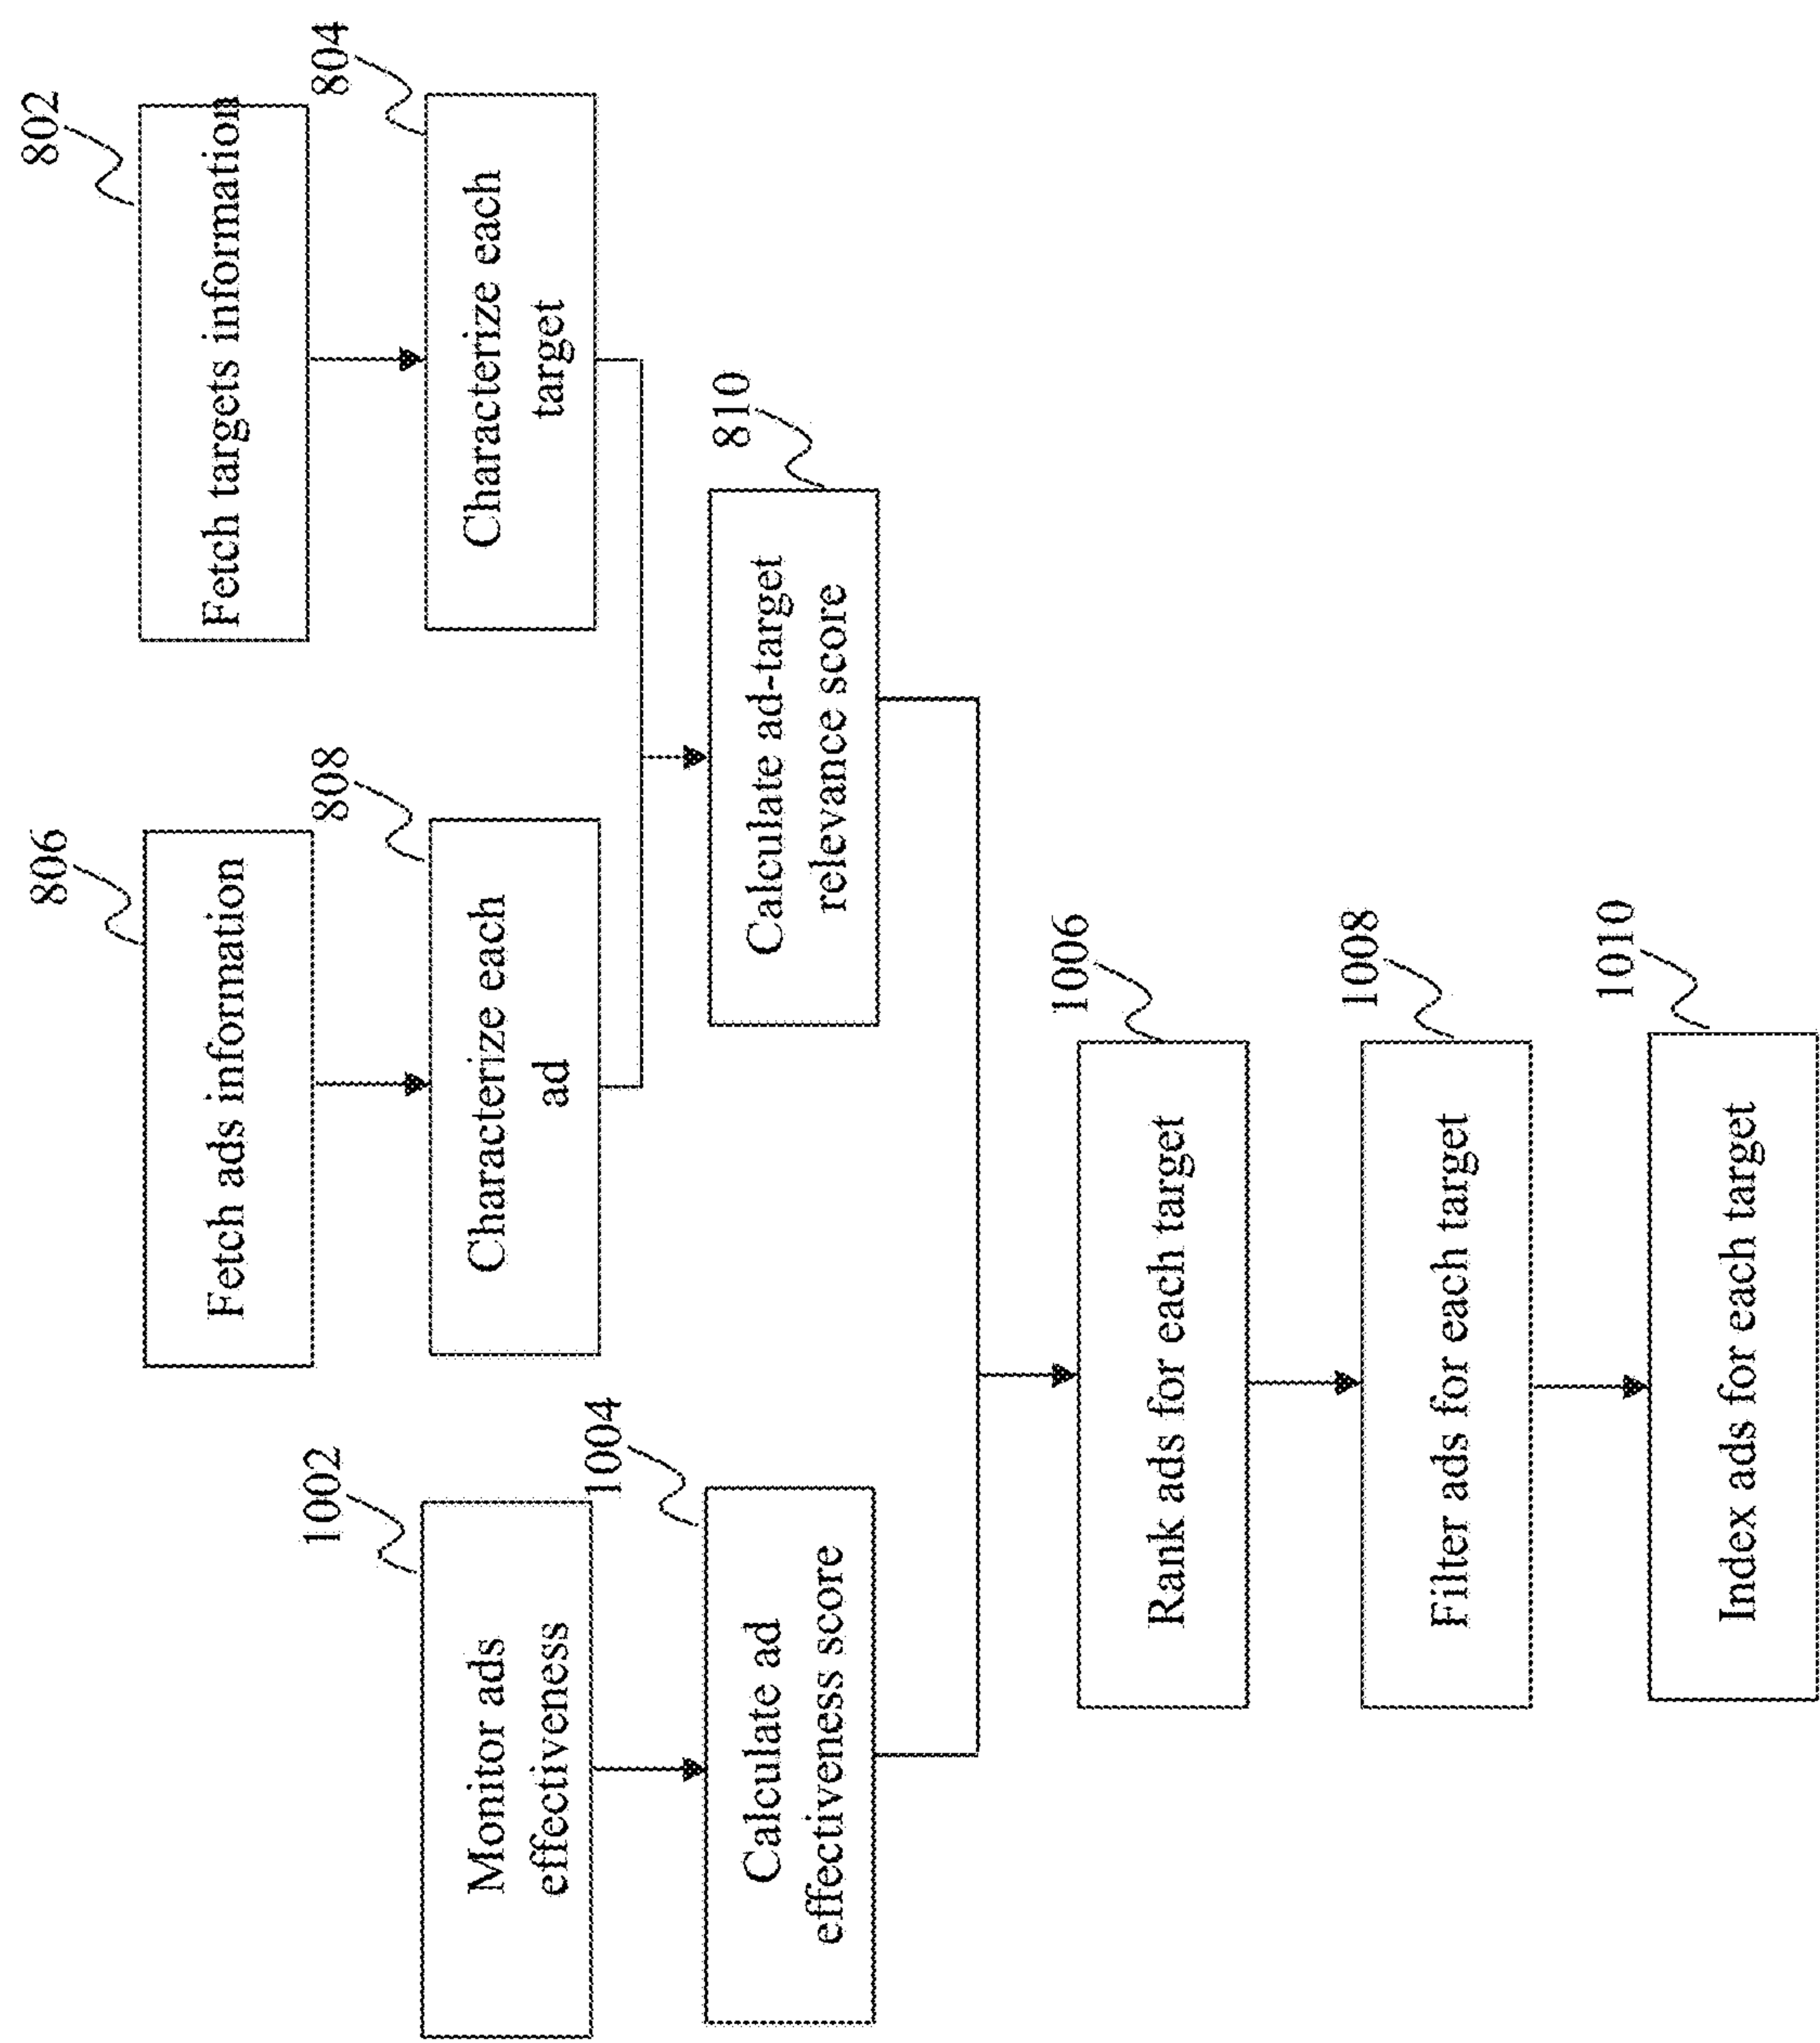 806
Fetch ads information
802
Fetch targets information
1002
Monitor ads
effectiveness
808
Characterize each
ad
804
Characterize each
target
1004
Calculate ad
effectiveness score
810
Calculate ad-target
relevance score
1006
Rank ads for each target
1008
Filter ads for each target
1010
Index ads for each target